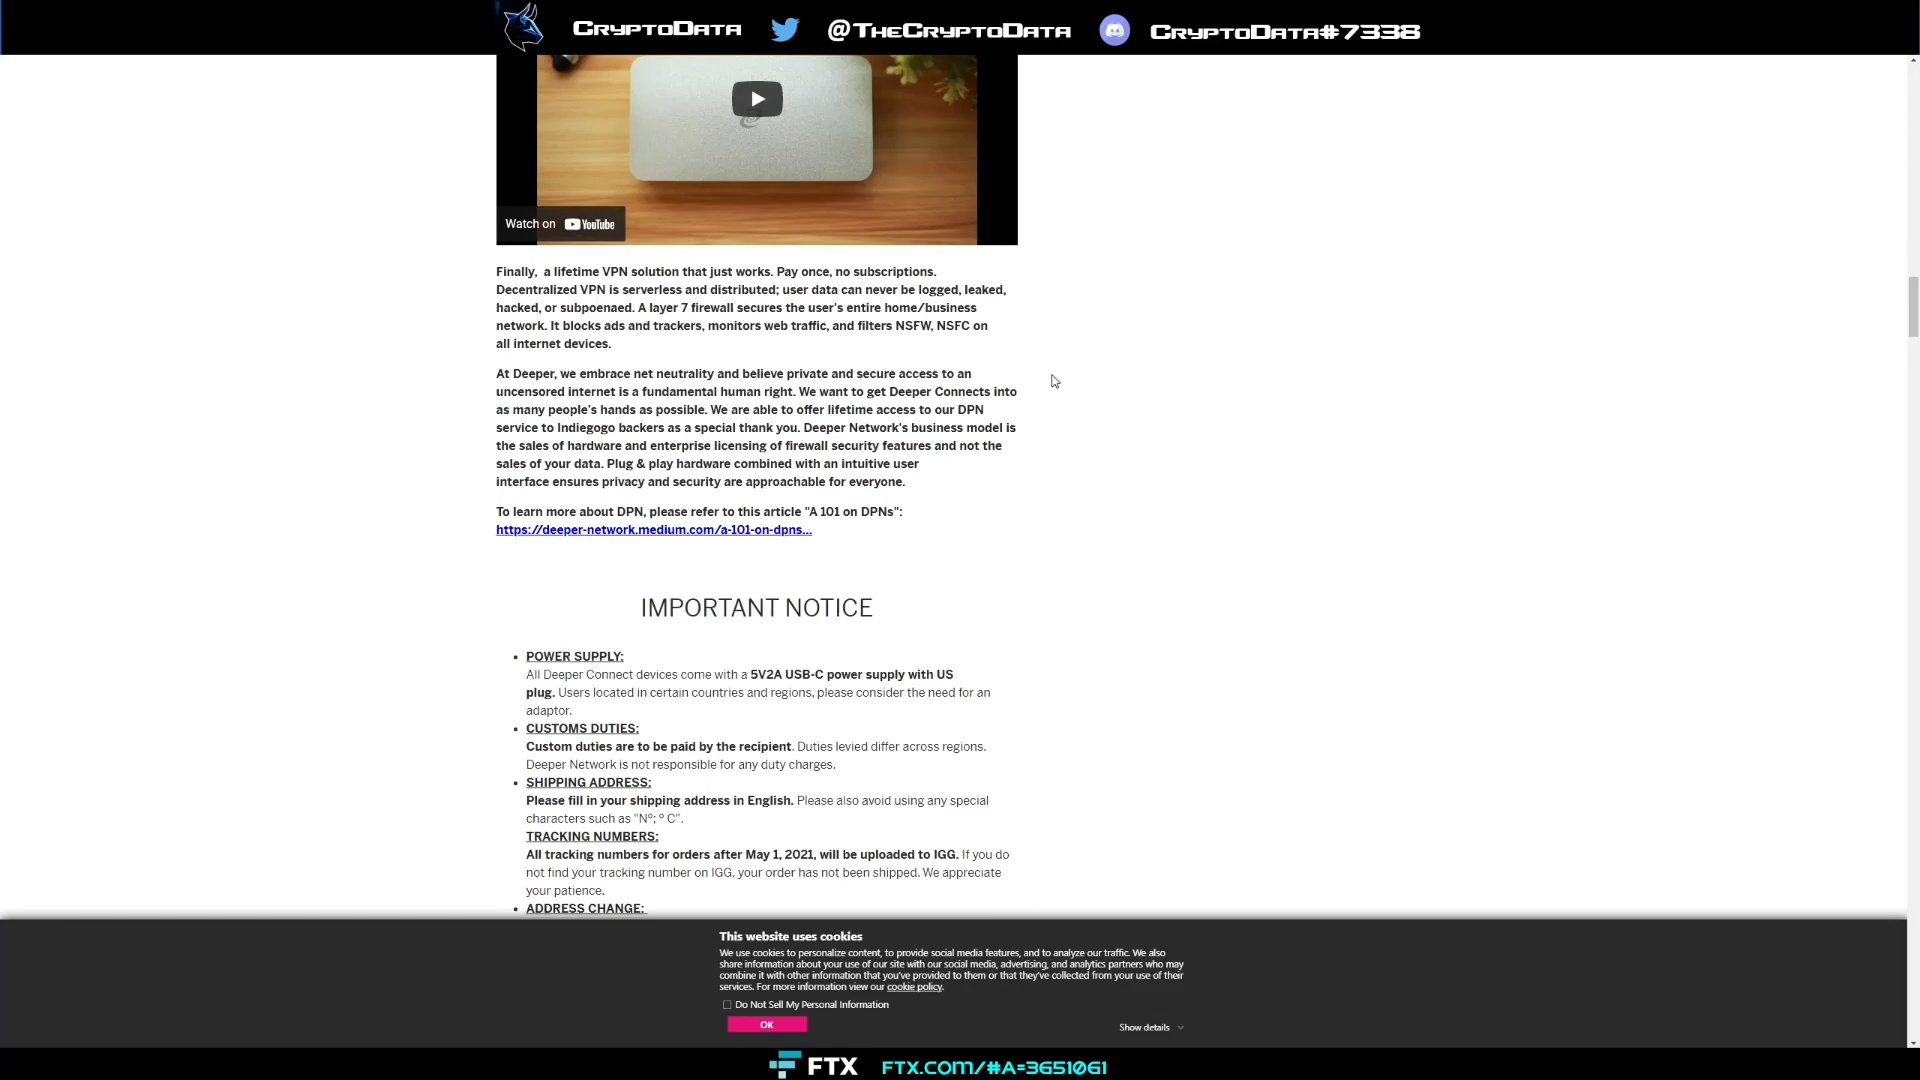 CryptoData @TheCryptoData CryptoData#7338
Watch on YouTube
Finally,  a lifetime VPN solution that just works. Pay once, no subscriptions.
Decentralized VPN is serverless and distributed; user data can never be logged, leaked,
hacked, or subpoenaed. A layer 7 firewall secures the user's entire home/business
network. It blocks ads and trackers, monitors web traffic, and filters NSFW, NSFC on
all internet devices.
At Deeper, we embrace net neutrality and believe private and secure access to an
uncensored internet is a fundamental human right. We want to get Deeper Connects into
as many people's hands as possible. We are able to offer lifetime access to our DPN
service to Indiegogo backers as a special thank you. Deeper Network's business model is
the sales of hardware and enterprise licensing of firewall security features and not the
sales of your data. Plug & play hardware combined with an intuitive user
interface ensures privacy and security are approachable for everyone.
To learn more about DPN, please refer to this article "A 101 on DPNs":
https://deeper-network.medium.com/a-101-on-dpns...
IMPORTANT NOTICE
• POWER SUPPLY:
All Deeper Connect devices come with a 5V2A USB-C power supply with US
plug. Users located in certain countries and regions, please consider the need for an
adaptor.
• CUSTOMS DUTIES:
Custom duties are to be paid by the recipient. Duties levied differ across regions.
Deeper Network is not responsible for any duty charges.
• SHIPPING ADDRESS:
Please fill in your shipping address in English. Please also avoid using any special
characters such as "Nº; º C".
TRACKING NUMBERS:
All tracking numbers for orders after May 1, 2021, will be uploaded to IGG. If you do
not find your tracking number on IGG, your order has not been shipped. We appreciate
your patience.
• ADDRESS CHANGE:
This website uses cookies
We use cookies to personalize content, to provide social media features, and to analyze our traffic. We also
share information about your use of our site with our social media, advertising, and analytics partners who may
combine it with other information that you've provided to them or that they've collected from your use of their
services. For more information view our cookie policy.
Do Not Sell My Personal Information
OK
Show details
FTX FTX.COM/#A=3651061